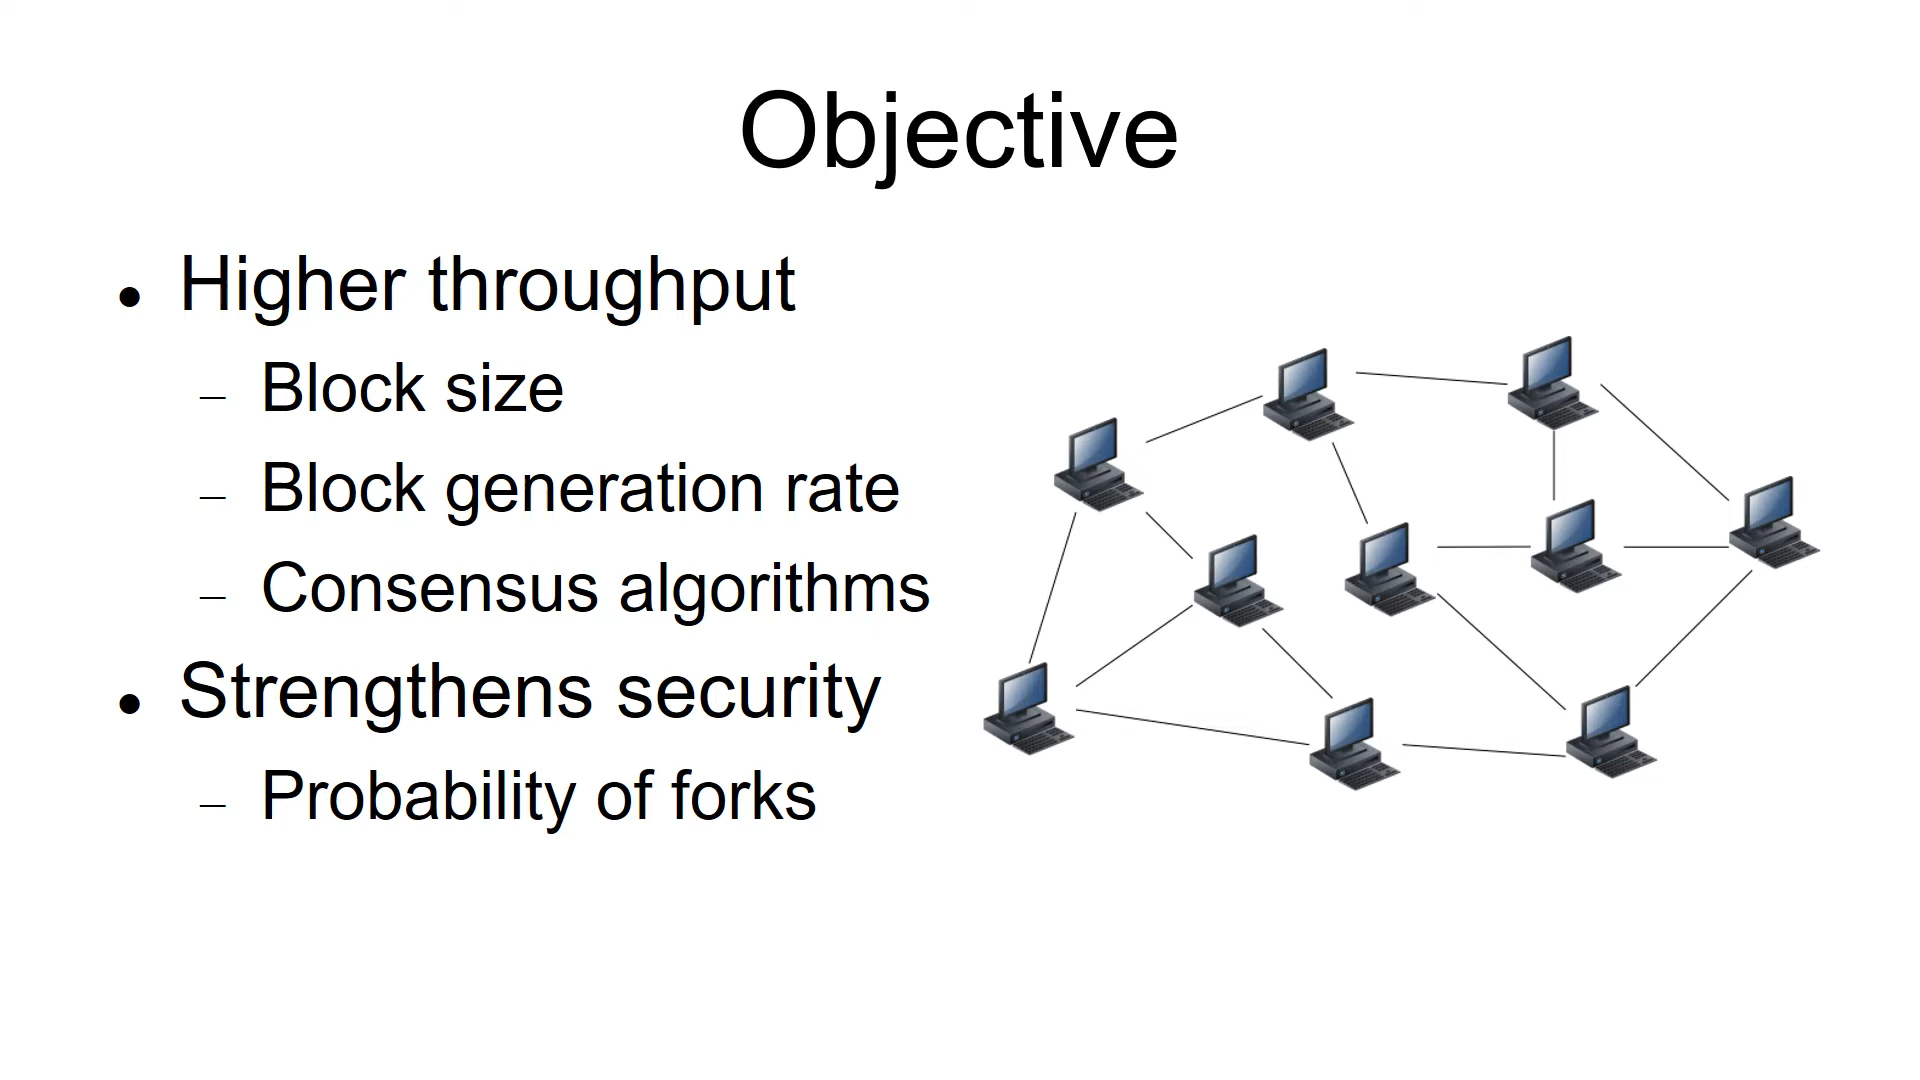 Objective
● Higher throughput
– Block size
– Block generation rate
– Consensus algorithms
● Strengthens security
– Probability of forks